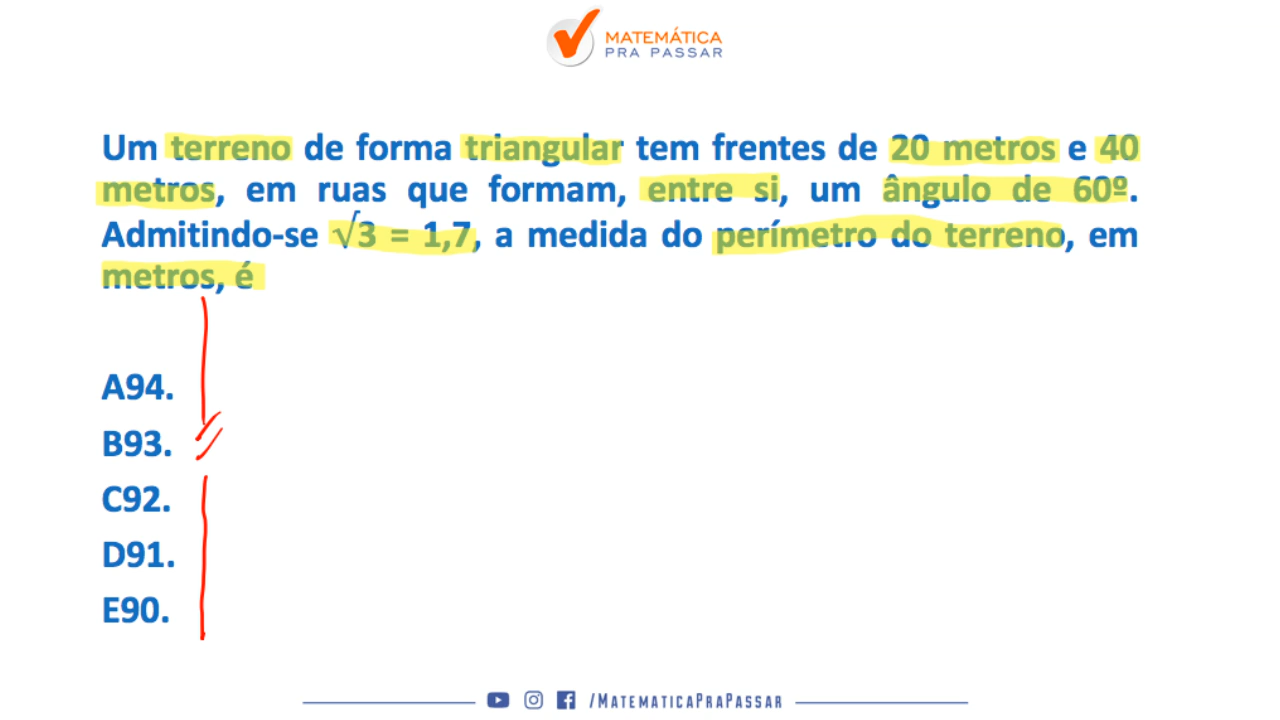 MATEMÁTICA
PRA PASSAR
Um terreno de forma triangular tem frentes de 20 metros e 40
metros, em ruas que formam, entre si, um ângulo de 60º.
Admitindo-se √3 = 1,7, a medida do perímetro do terreno, em
metros, é
A94.
B93.
C92.
D91.
E90.
/MATEMATICAPRAPASSAR